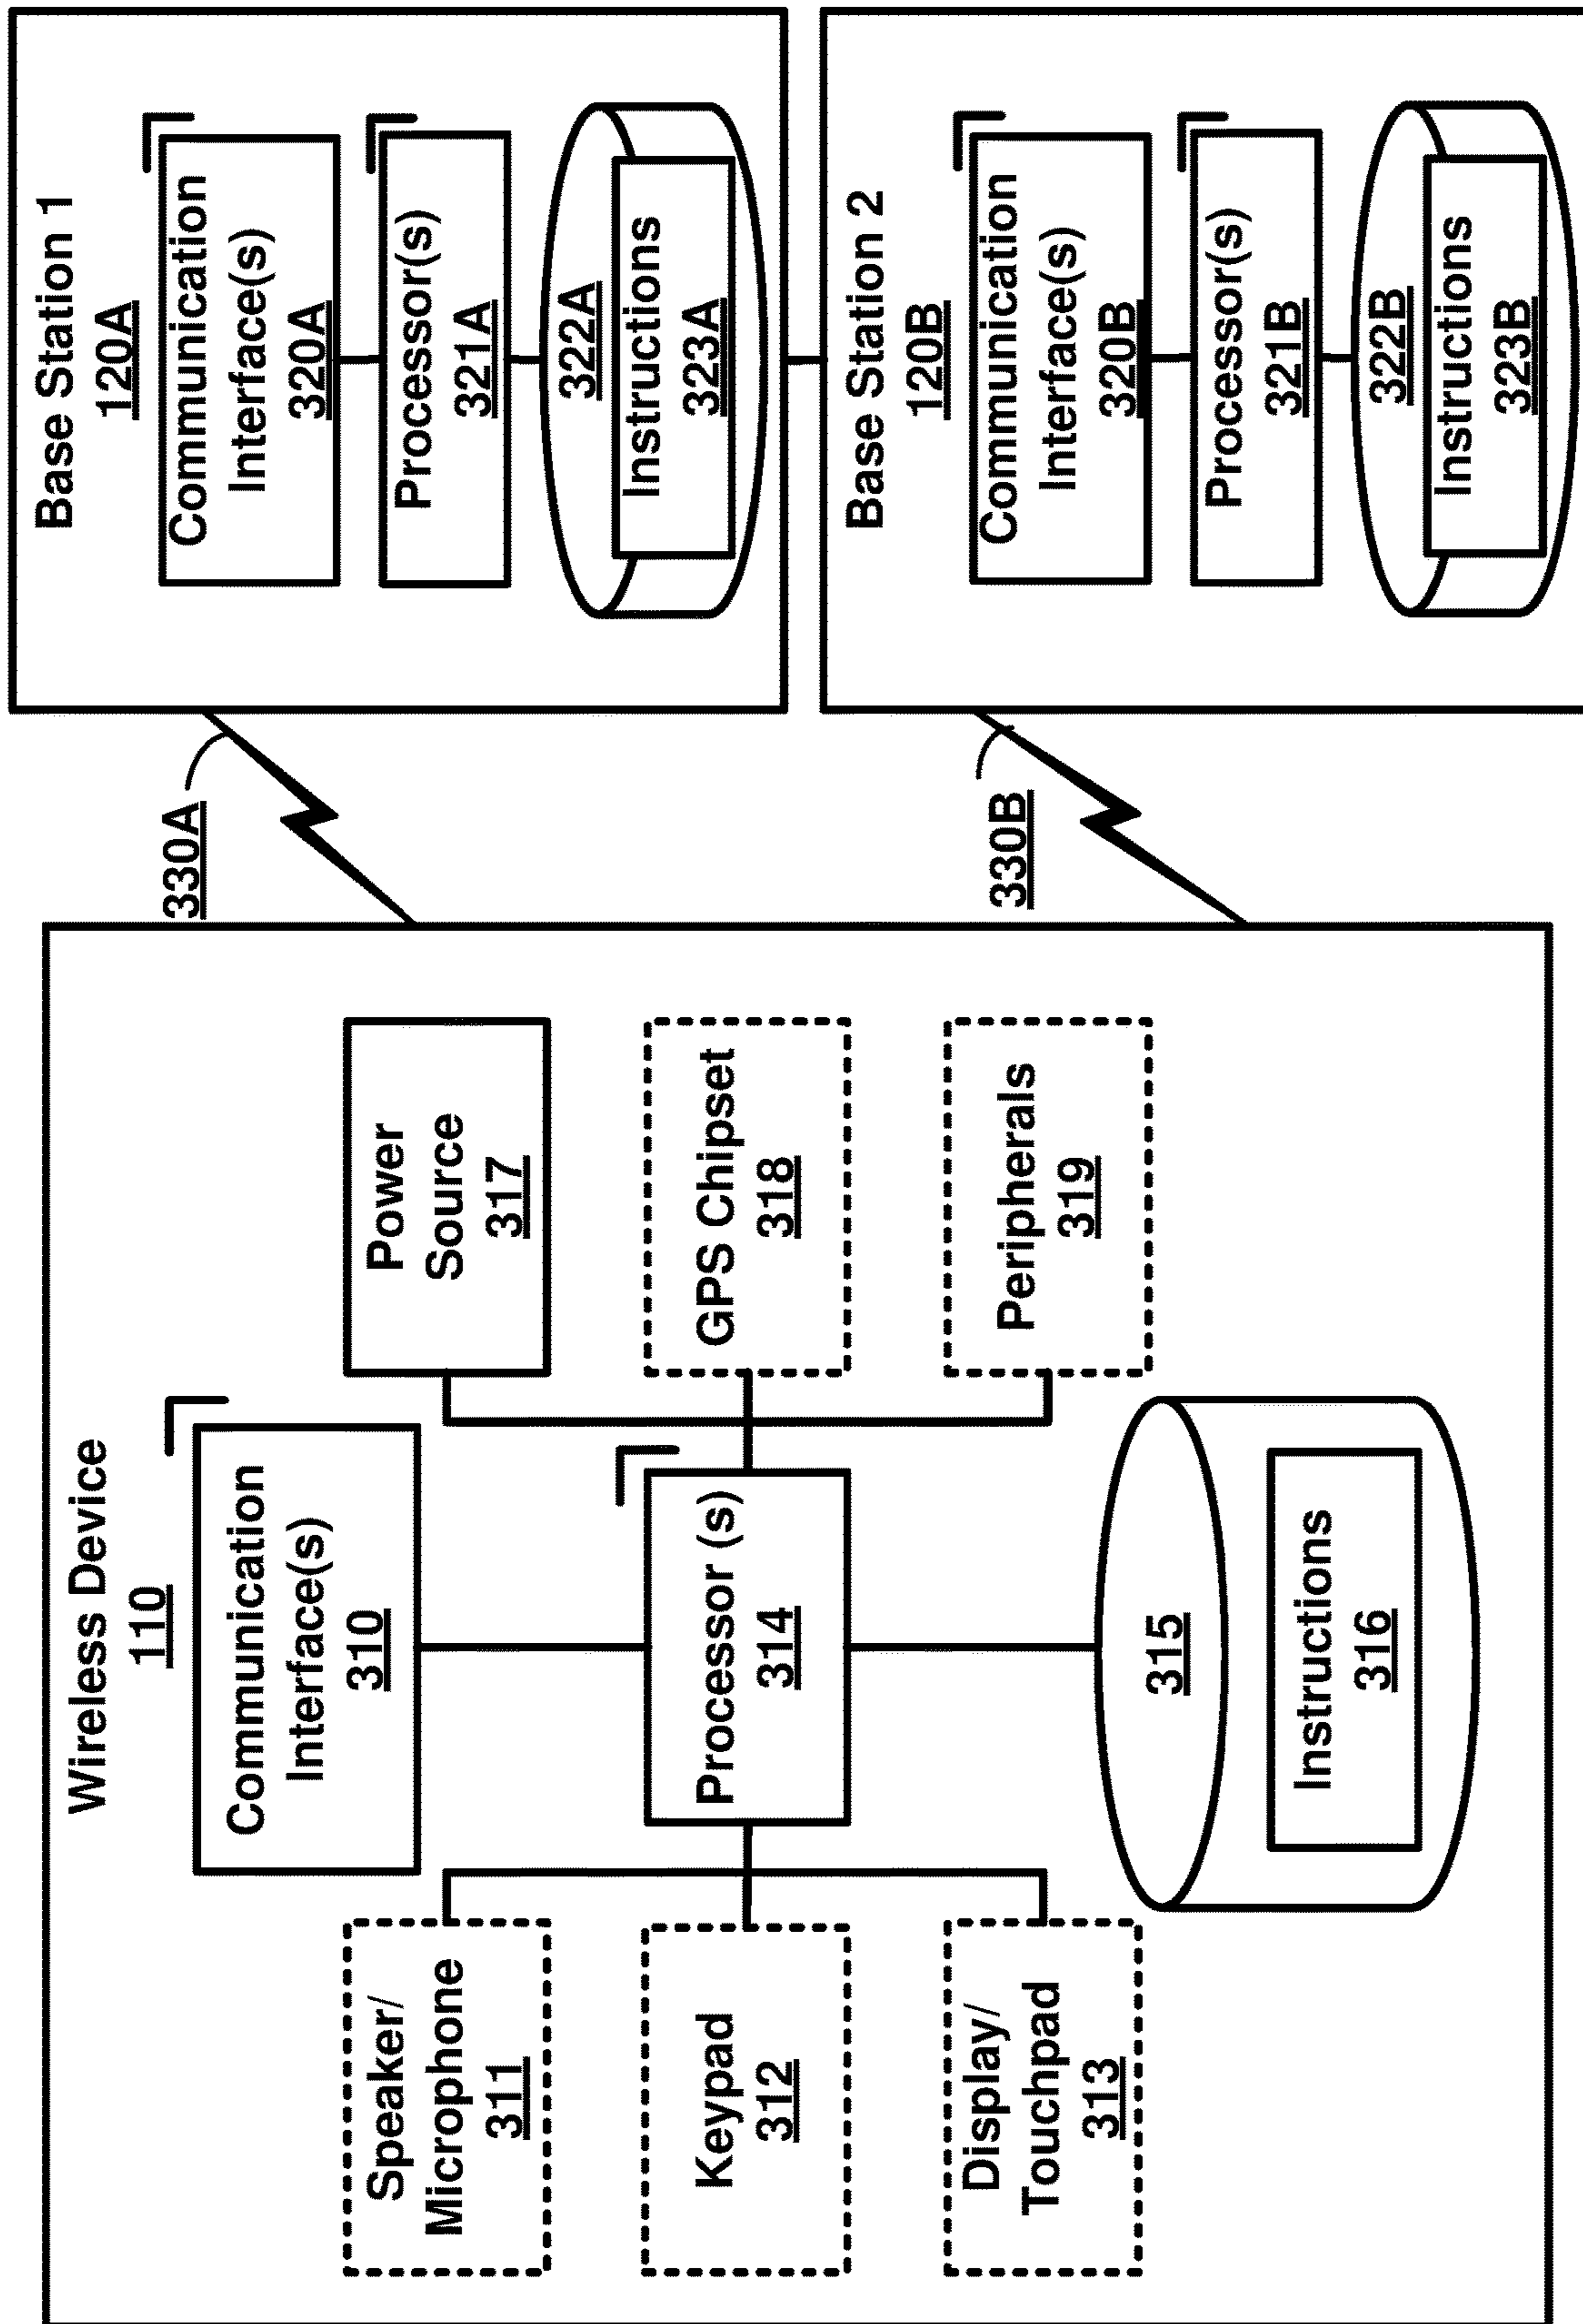 Wireless Device
110
Communication
Interface(s)
310
Speaker/
Microphone
311
Power
Source
317
Keypad
312
Processor (s)
314
GPS Chipset
318
Display/
Touchpad
313
Peripherals
319
315
Instructions
316
330A
330B
Base Station 1
120A
Communication
Interface(s)
320A
Processor(s)
321A
322A
Instructions
323A
Base Station 2
120B
Communication
Interface(s)
320B
Processor(s)
321B
322B
Instructions
323B